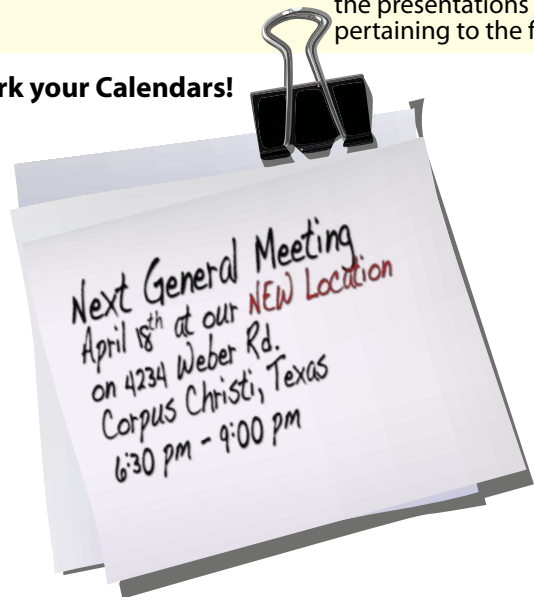 the presentations
pertaining to the f
rk your Calendars!
Next General Meeting
April 18th at our NEW Location
on 4234 Weber Rd.
Corpus Christi, Texas
6:30 pm - 9:00 pm